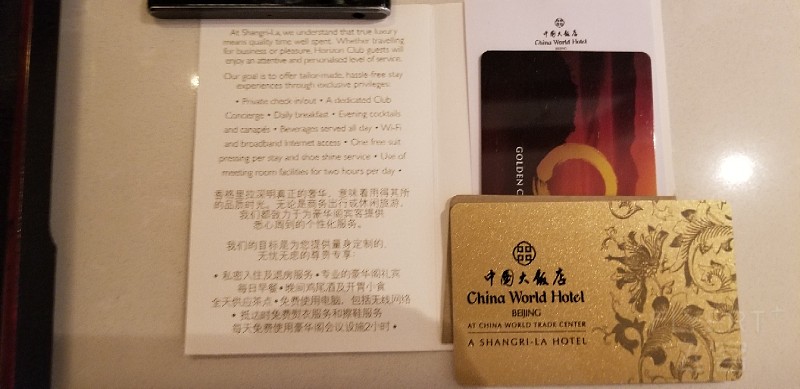 At Shangri-La, we understand that true luxury
means quality time well spent. Whether travelling
for business or pleasure, Horizon Club guests will
enjoy an attentive and personalised level of service.
Our goal is to offer tailor-made, hassle-free stay
experiences through exclusive privileges:
• Private check in/out • A dedicated Club
Concierge • Daily breakfast • Evening cocktails
and canapés • Beverages served all day • Wi-Fi
and broadband Internet access • One free suit
pressing per stay and shoe shine service • Use of
meeting room facilities for two hours per day •
香格里拉深明真正的奢华，意味着用得其所
的品质时光。无论是商务出行或休闲旅游，
我们都致力于为豪华阁宾客提供
悉心周到的个性化服务。
我们的目标是为您提供量身定制的、
无忧无虑的尊贵专享：
• 私密入住及退房服务 • 专业的豪华阁礼宾
每日早餐 • 晚间鸡尾酒及开胃小食
全天供应茶点 • 免费使用电脑，包括无线网络
• 抵达时免费熨衣服务和擦鞋服务
每天免费使用豪华阁会议设施2小时 •
中國大飯店
China World Hotel
BEIJING
GOLDEN C
中國大飯店
China World Hotel
BEIJING
AT CHINA WORLD TRADE CENTER
A SHANGRI-LA HOTEL